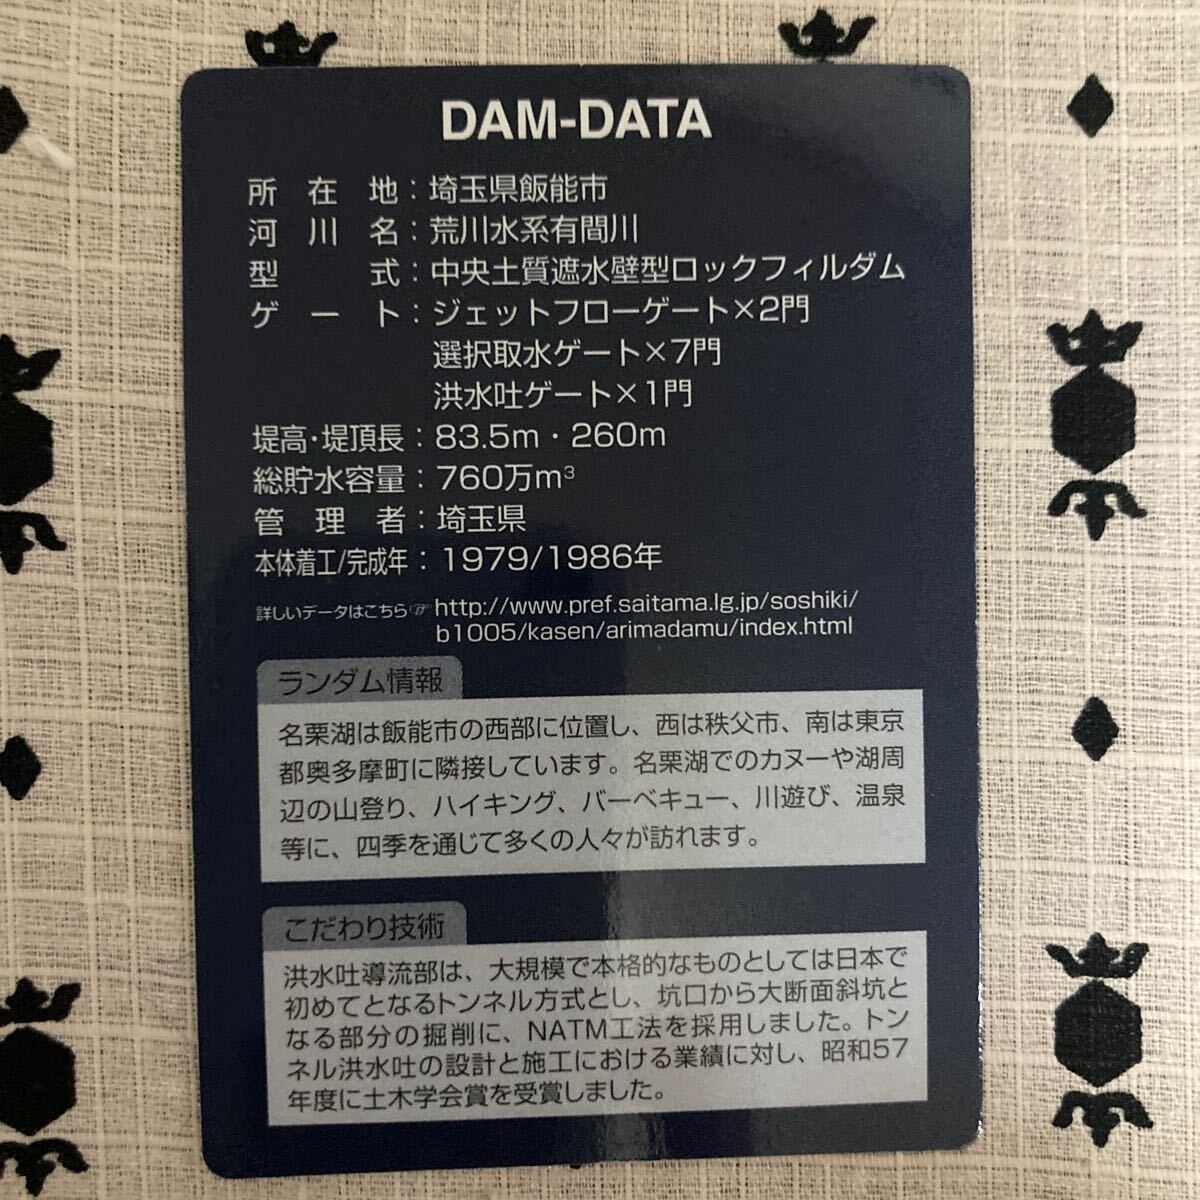 DAM-DATA
所在地：埼玉県飯能市
河川名：荒川水系有間川
型式：中央土質遮水壁型ロックフィルダム
ゲート：ジェットフローゲート×2門
選択取水ゲート×7門
洪水吐ゲート×1門
堤高・堤頂長：83.5m・260m
総貯水容量：760万m³
管理者：埼玉県
本体着工/完成年：1979/1986年
詳しいデータはこちら☞http://www.pref.saitama.lg.jp/soshiki/
b1005/kasen/arimadamu/index.html
ランダム情報
名栗湖は飯能市の西部に位置し、西は秩父市、南は東京
都奥多摩町に隣接しています。名栗湖でのカヌーや湖周
辺の山登り、ハイキング、バーベキュー、川遊び、温泉
等に、四季を通じて多くの人々が訪れます。
こだわり技術
洪水吐導流部は、大規模で本格的なものとしては日本で
初めてとなるトンネル方式とし、坑口から大断面斜坑と
なる部分の掘削に、NATM工法を採用しました。トン
ネル洪水吐の設計と施工における業績に対し、昭和57
年度に土木学会賞を受賞しました。